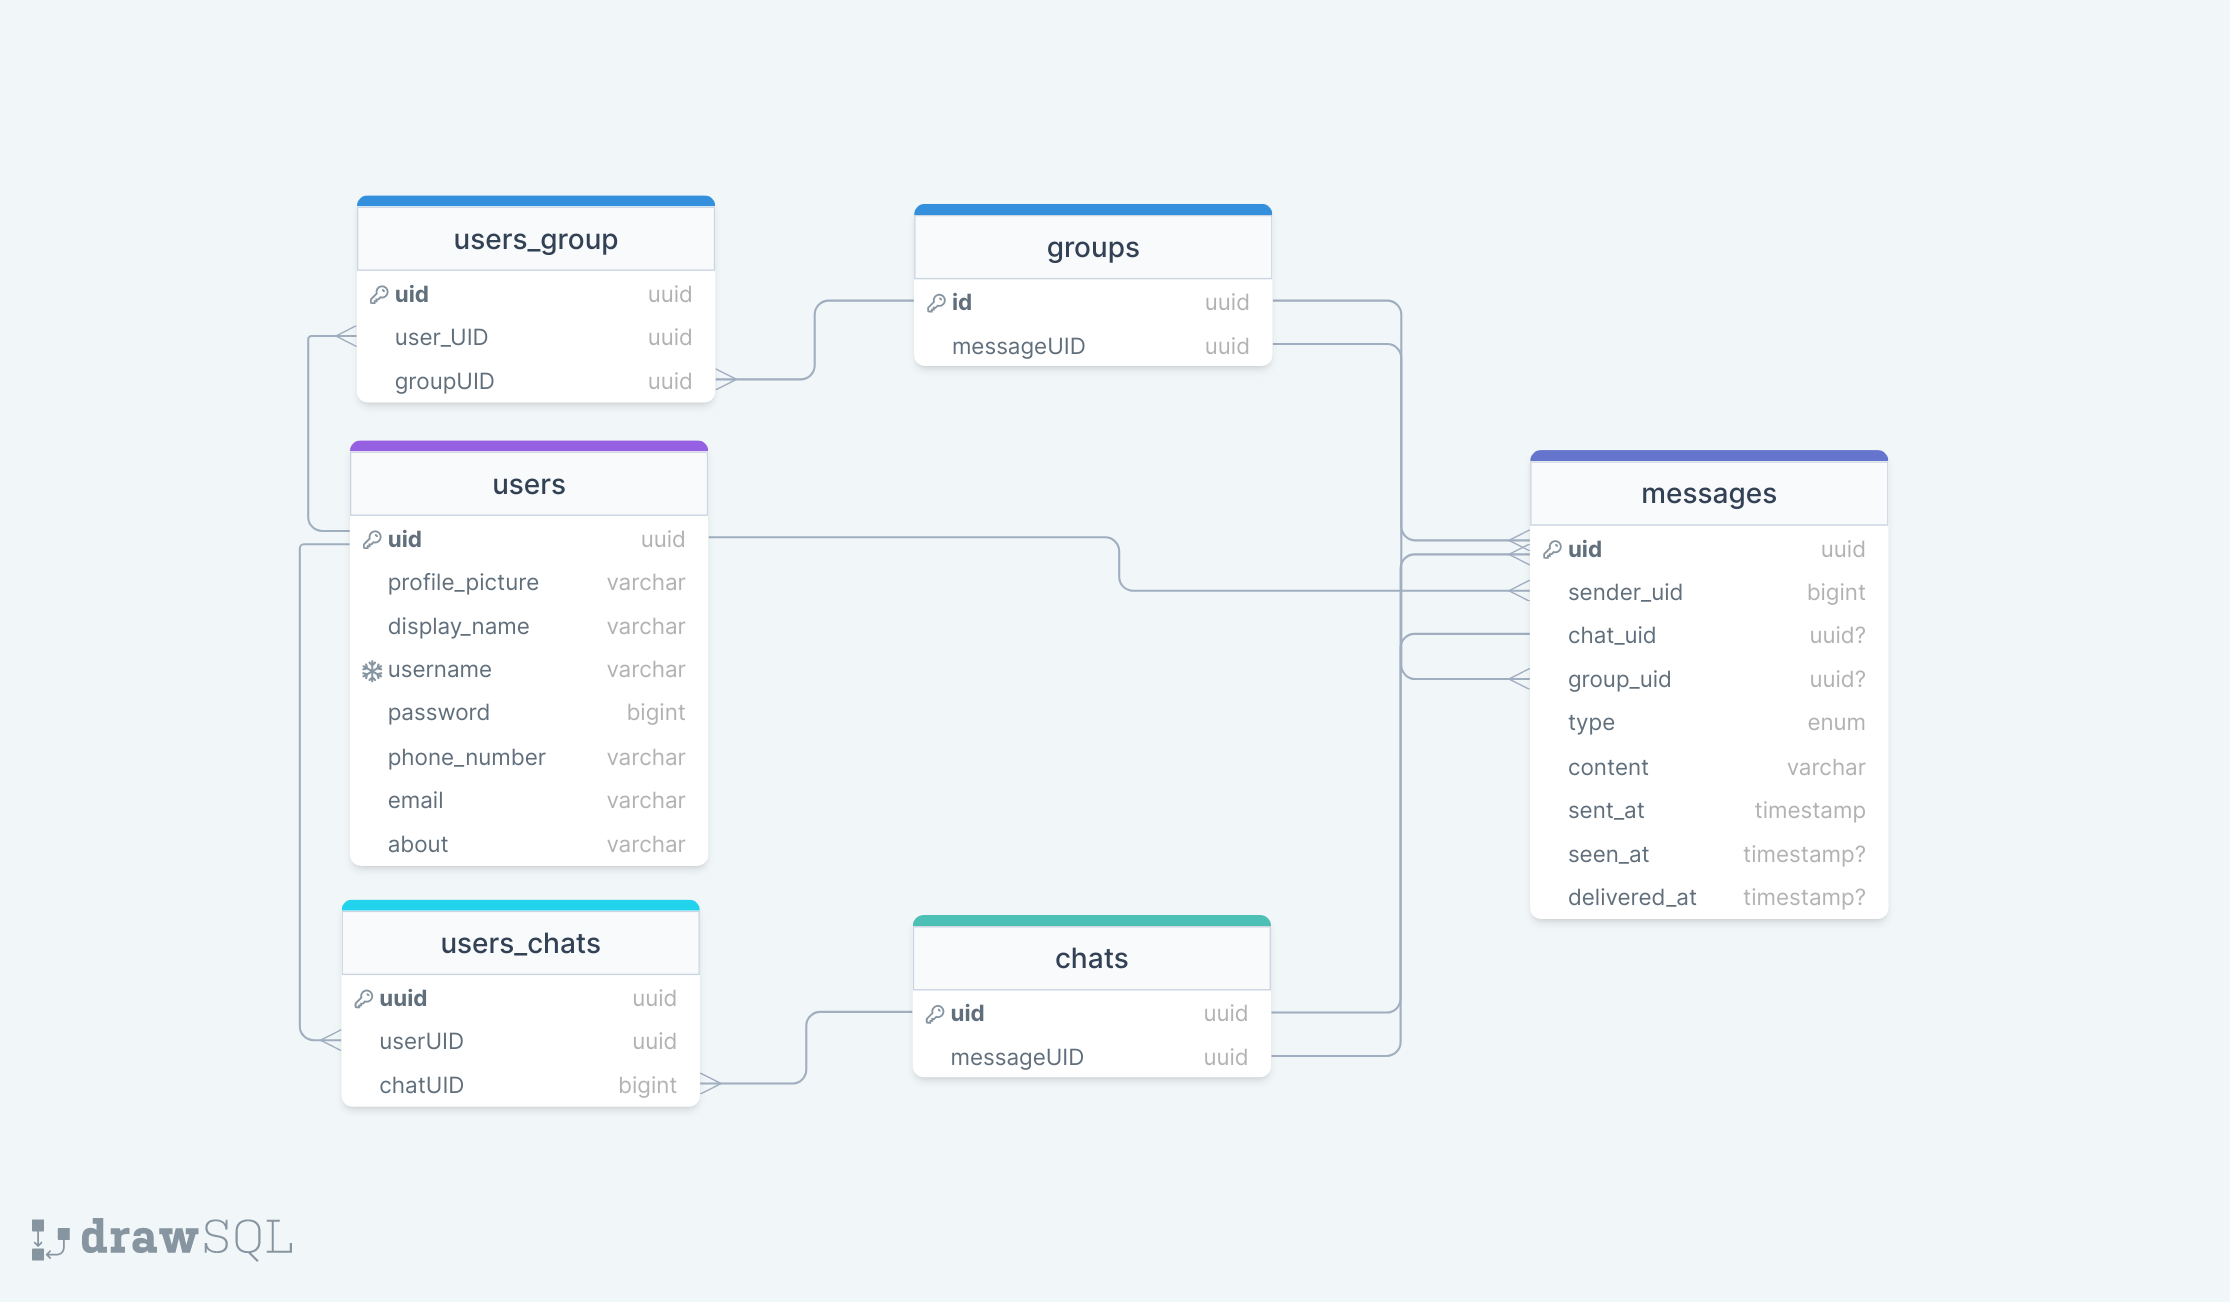 users_group
uid uuid
user_UID uuid
groupUID uuid
groups
id uuid
messageUID uuid
users
uid uuid
profile_picture varchar
display_name varchar
username varchar
password bigint
phone_number varchar
email varchar
about varchar
messages
uid uuid
sender_uid bigint
chat_uid uuid?
group_uid uuid?
type enum
content varchar
sent_at timestamp
seen_at timestamp?
delivered_at timestamp?
users_chats
uuid uuid
userUID uuid
chatUID bigint
chats
uid uuid
messageUID uuid
drawSQL